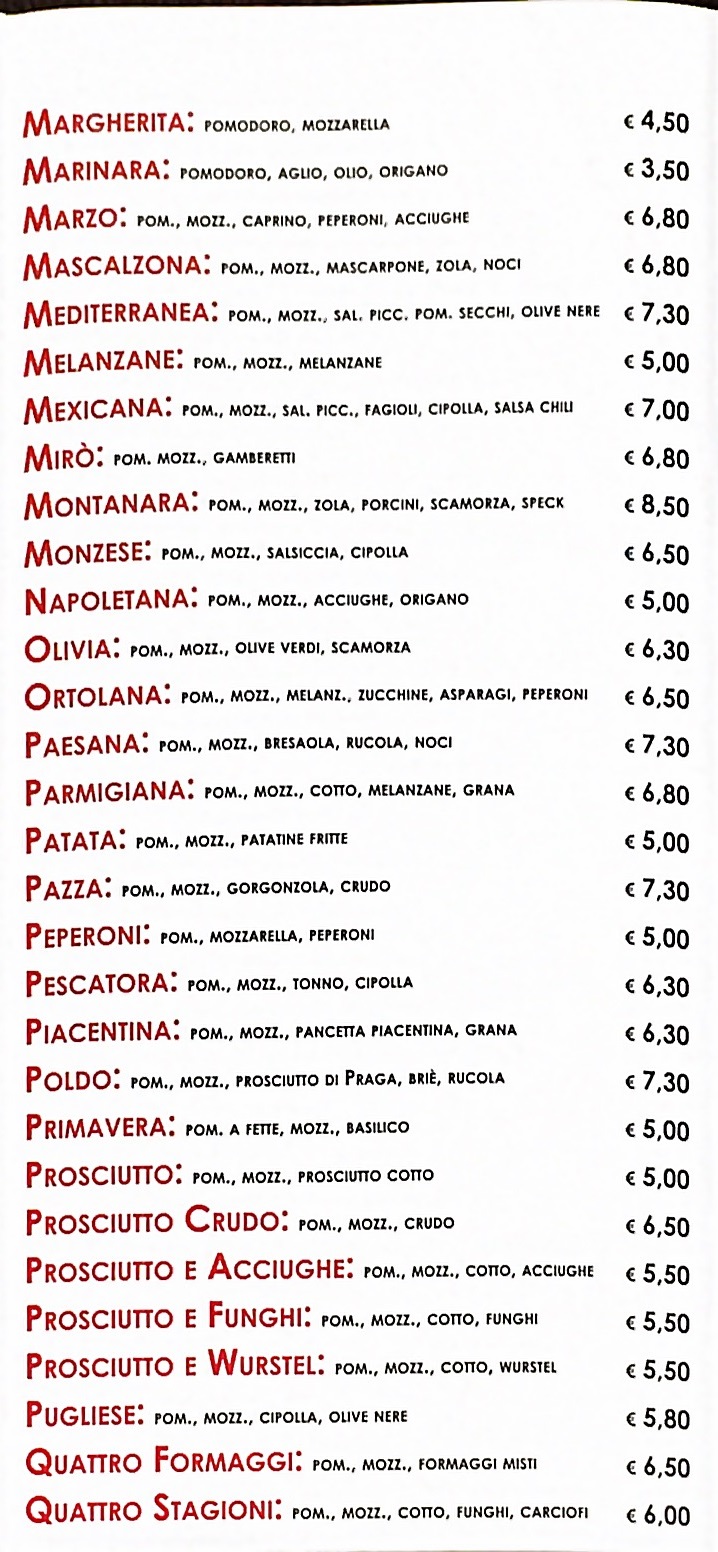 Margherita: pomodoro, mozzarella € 4,50
Marinara: pomodoro, aglio, olio, origano € 3,50
Marzo: pom., mozz., caprino, peperoni, acciughe € 6,80
Mascalzona: pom., mozz., mascarpone, zola, noci € 6,80
Mediterranea: pom., mozz., sal. picc. pom. secchi, olive nere € 7,30
Melanzane: pom., mozz., melanzane € 5,00
Mexicana: pom., mozz., sal. picc., fagioli, cipolla, salsa chili € 7,00
Mirò: pom. mozz., gamberetti € 6,80
Montanara: pom., mozz., zola, porcini, scamorza, speck € 8,50
Monzese: pom., mozz., salsiccia, cipolla € 6,50
Napoletana: pom., mozz., acciughe, origano € 5,00
Olivia: pom., mozz., olive verdi, scamorza € 6,30
Ortolana: pom., mozz., melanz., zucchine, asparagi, peperoni € 6,50
Paesana: pom., mozz., bresaola, rucola, noci € 7,30
Parmigiana: pom., mozz., cotto, melanzane, grana € 6,80
Patata: pom., mozz., patatine fritte € 5,00
Pazza: pom., mozz., gorgonzola, crudo € 7,30
Peperoni: pom., mozzarella, peperoni € 5,00
Pescatora: pom., mozz., tonno, cipolla € 6,30
Piacentina: pom., mozz., pancetta piacentina, grana € 6,30
Poldo: pom., mozz., prosciutto di Praga, briè, rucola € 7,30
Primavera: pom. a fette, mozz., basilico € 5,00
Prosciutto: pom., mozz., prosciutto cotto € 5,00
Prosciutto Crudo: pom., mozz., crudo € 6,50
Prosciutto e Acciughe: pom., mozz., cotto, acciughe € 5,50
Prosciutto e Funghi: pom., mozz., cotto, funghi € 5,50
Prosciutto e Wurstel: pom., mozz., cotto, wurstel € 5,50
Pugliese: pom., mozz., cipolla, olive nere € 5,80
Quattro Formaggi: pom., mozz., formaggi misti € 6,50
Quattro Stagioni: pom., mozz., cotto, funghi, carciofi € 6,00